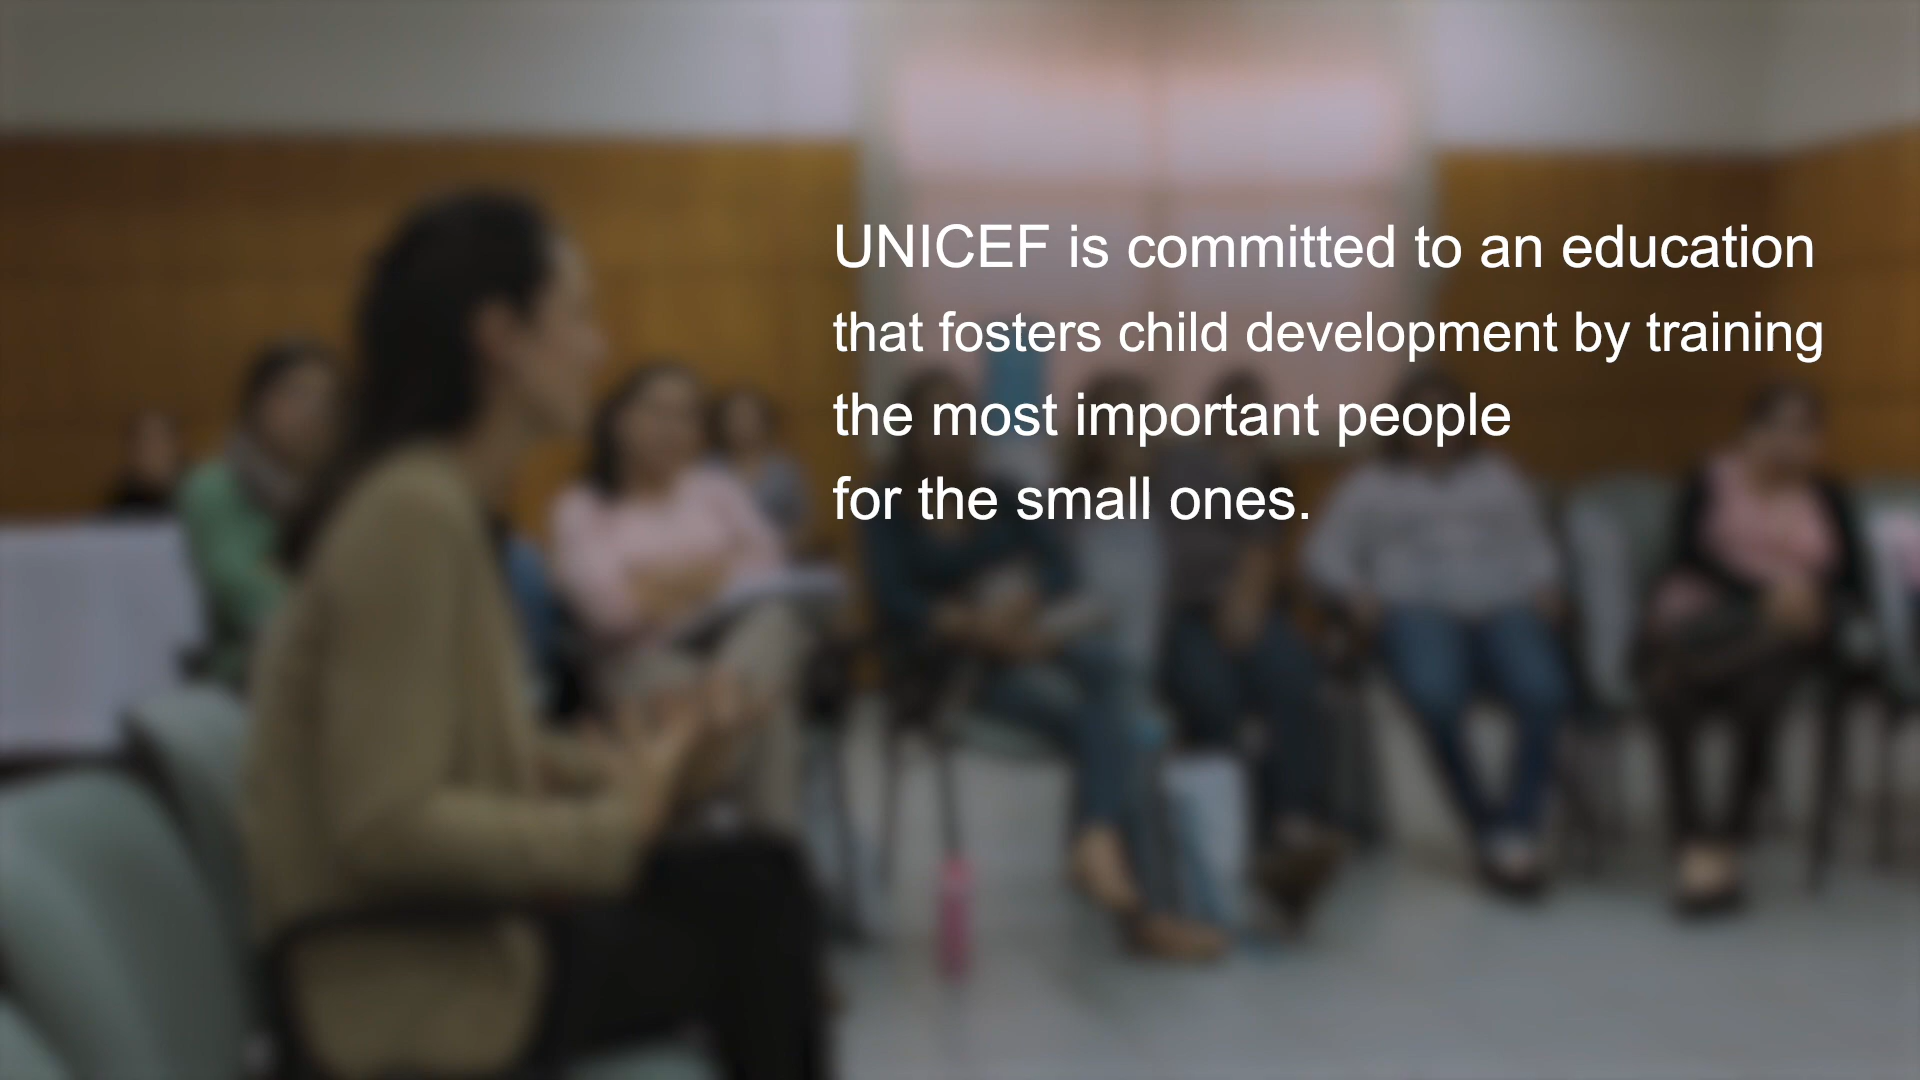 UNICEF is committed to an education
that fosters child development by training
the most important people
for the small ones.